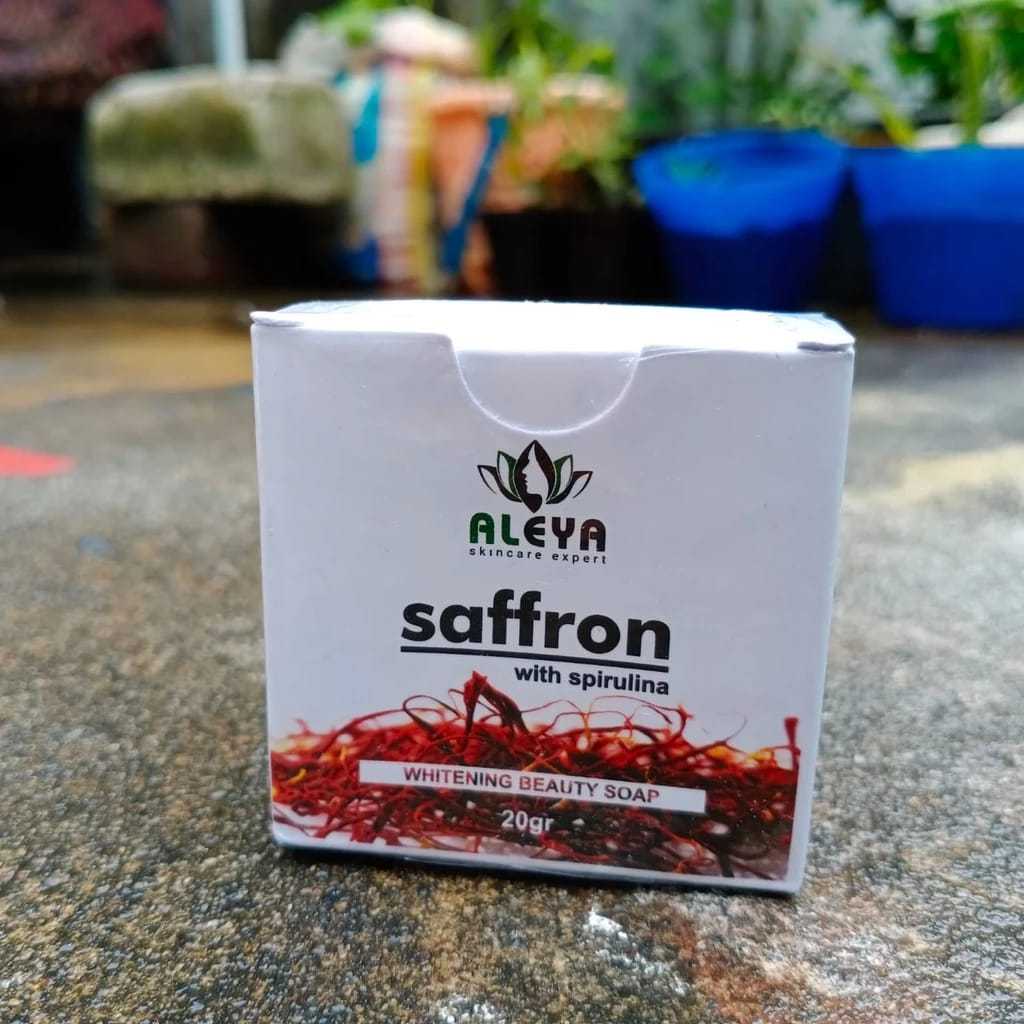 ALEYA
skincare expert
saffron
with spirulina
WHITENING BEAUTY SOAP
20gr